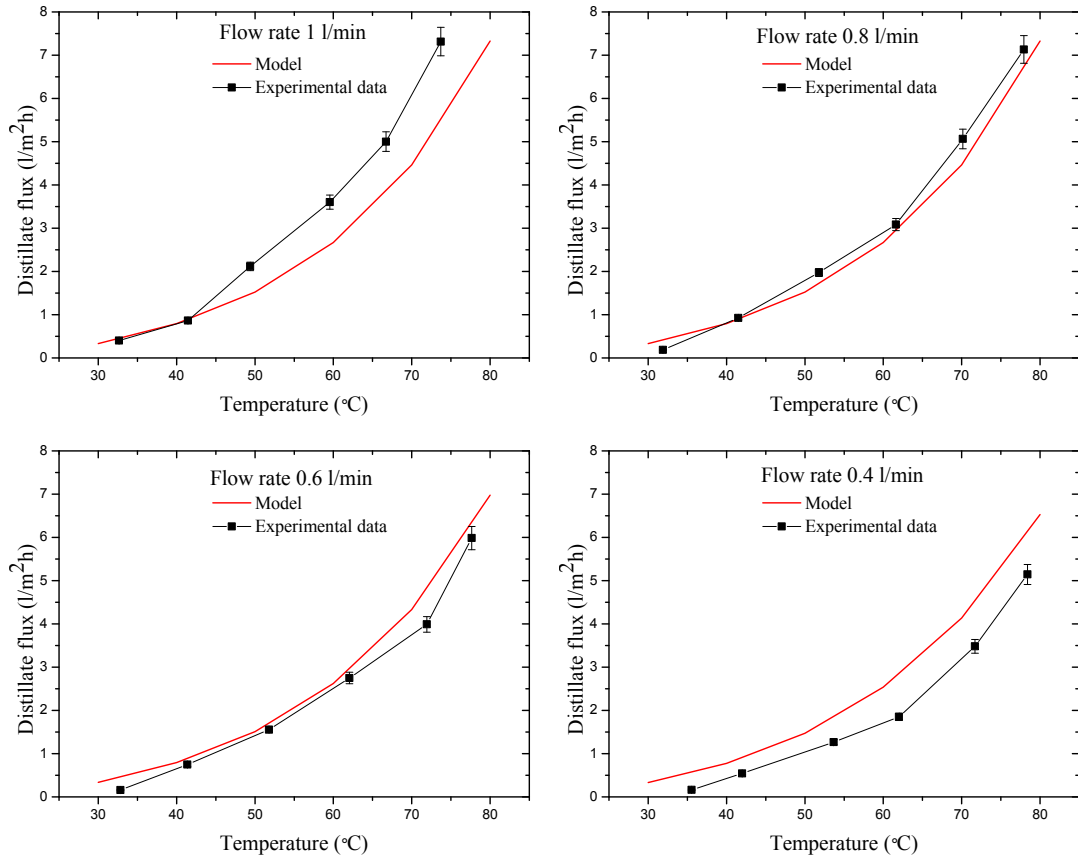 Flow rate 1 l/min
Model
Experimental data
Distillate flux (l/m²h)
8
7
6
5
4
3
2
1
0
30 40 50 60 70 80
Temperature (°C)
Flow rate 0.8 l/min
Model
Experimental data
Distillate flux (l/m²h)
8
7
6
5
4
3
2
1
0
30 40 50 60 70 80
Temperature (°C)
Flow rate 0.6 l/min
Model
Experimental data
Distillate flux (l/m²h)
8
7
6
5
4
3
2
1
0
30 40 50 60 70 80
Temperature (°C)
Flow rate 0.4 l/min
Model
Experimental data
Distillate flux (l/m²h)
8
7
6
5
4
3
2
1
0
30 40 50 60 70 80
Temperature (°C)